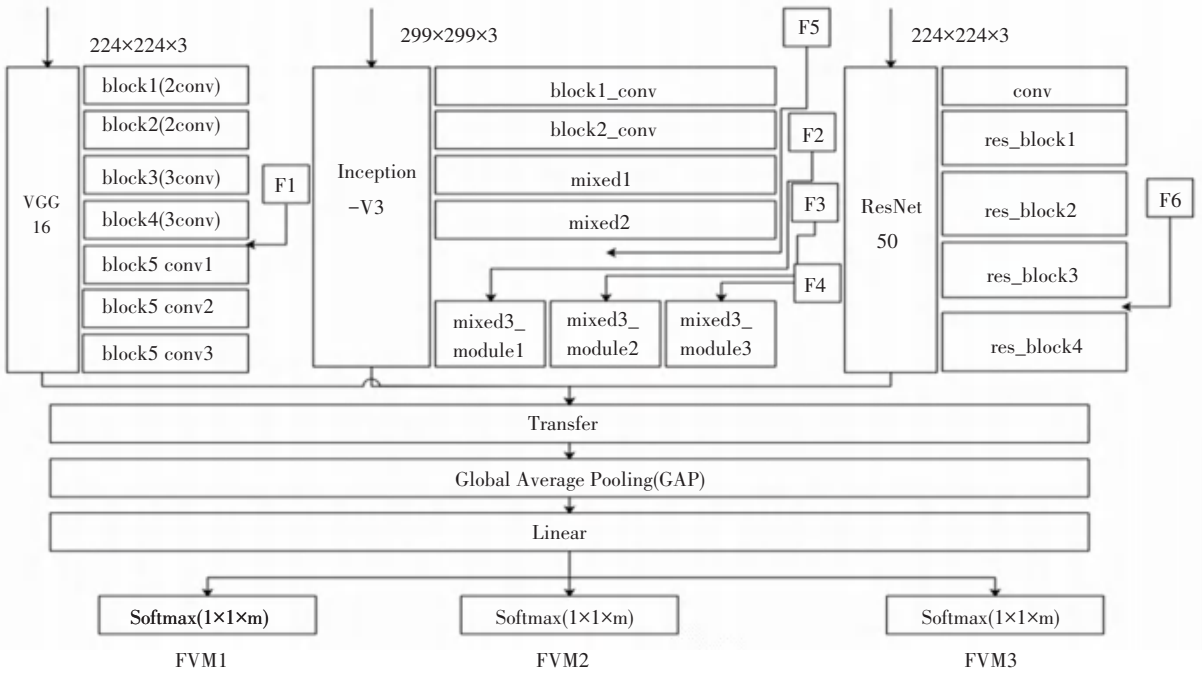 224×224×3
299×299×3
F5
224×224×3
VGG
16
block1(2conv)
block2(2conv)
block3(3conv)
block4(3conv)
block5 conv1
block5 conv2
block5 conv3
F1
Inception
-V3
block1_conv
block2_conv
mixed1
mixed2
mixed3_
module1
mixed3_
module2
mixed3_
module3
F2
F3
F4
ResNet
50
conv
res_block1
res_block2
res_block3
res_block4
F6
Transfer
Global Average Pooling(GAP)
Linear
Softmax(1×1×m)
Softmax(1×1×m)
Softmax(1×1×m)
FVM1
FVM2
FVM3